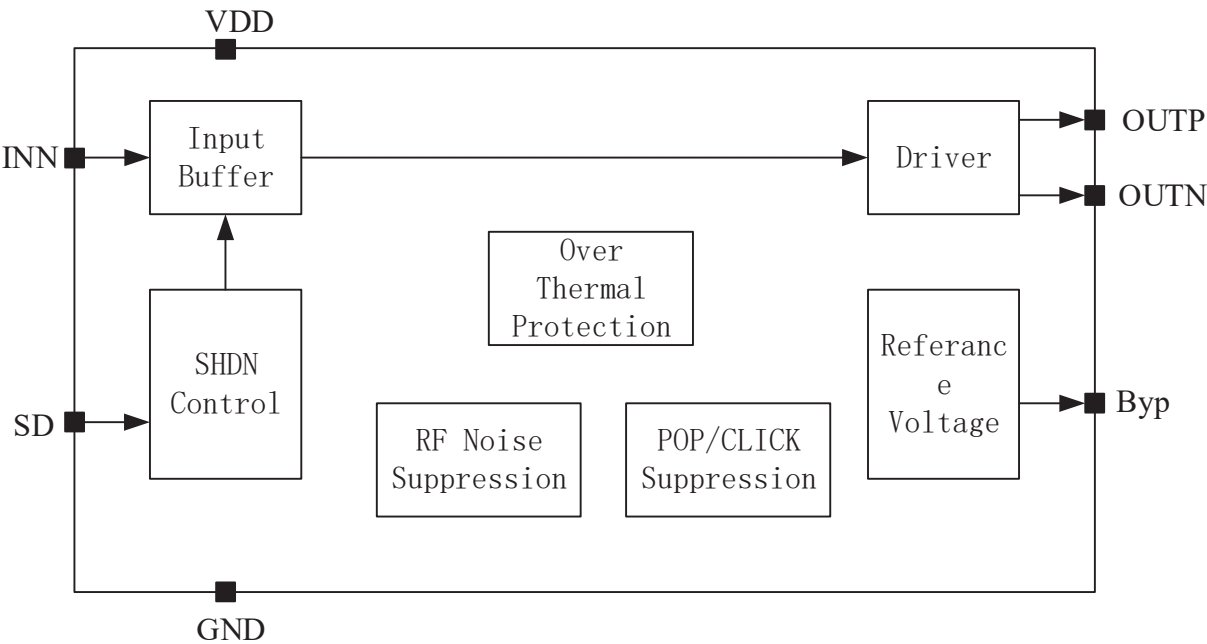 VDD
INN
Input
Buffer
Driver
OUTP
OUTN
Over
Thermal
Protection
SHDN
Control
SD
Referanc
e
Voltage
Byp
RF Noise
Suppression
POP/CLICK
Suppression
GND